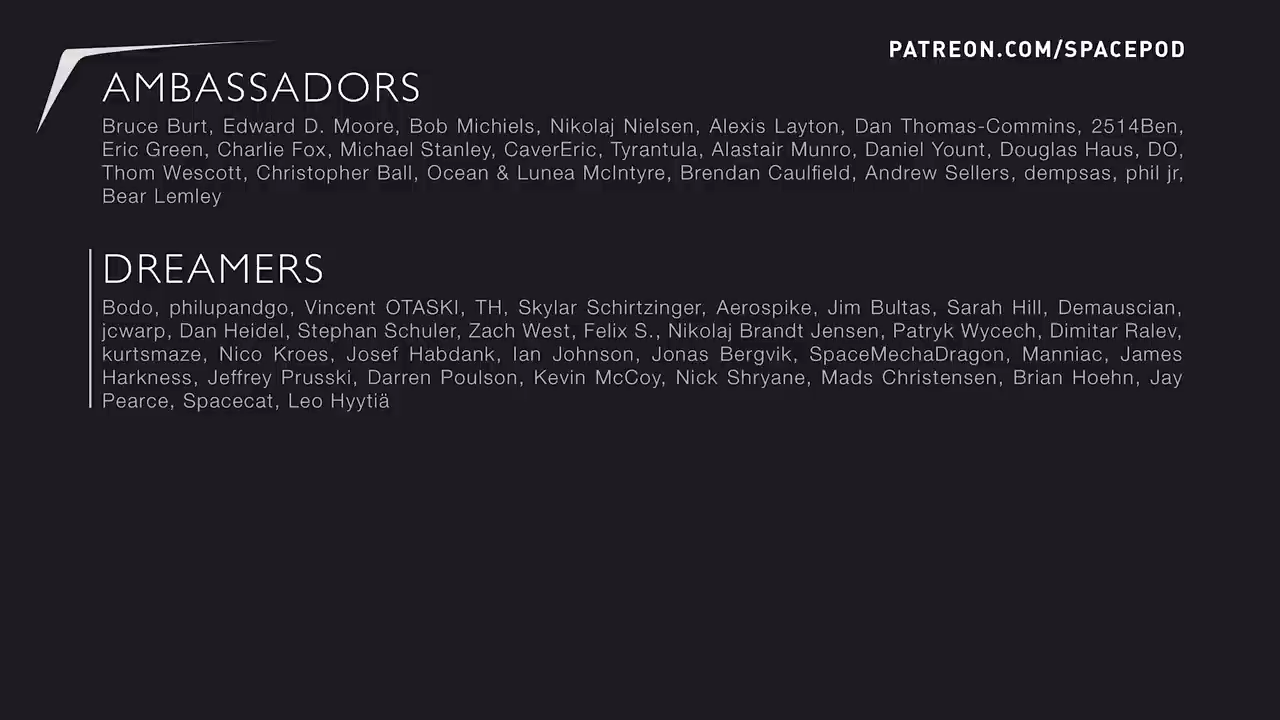 PATREON.COM/SPACEPOD
AMBASSADORS
Bruce Burt, Edward D. Moore, Bob Michiels, Nikolaj Nielsen, Alexis Layton, Dan Thomas-Commins, 2514Ben,
Eric Green, Charlie Fox, Michael Stanley, CaverEric, Tyrantula, Alastair Munro, Daniel Yount, Douglas Haus, DO,
Thom Wescott, Christopher Ball, Ocean & Lunea McIntyre, Brendan Caulfield, Andrew Sellers, dempsas, phil jr,
Bear Lemley
DREAMERS
Bodo, philupandgo, Vincent OTASKI, TH, Skylar Schirtzinger, Aerospike, Jim Bultas, Sarah Hill, Demauscian,
jcwarp, Dan Heidel, Stephan Schuler, Zach West, Felix S., Nikolaj Brandt Jensen, Patryk Wycech, Dimitar Ralev,
kurtsmaze, Nico Kroes, Josef Habdank, Ian Johnson, Jonas Bergvik, SpaceMechaDragon, Manniac, James
Harkness, Jeffrey Prusski, Darren Poulson, Kevin McCoy, Nick Shryane, Mads Christensen, Brian Hoehn, Jay
Pearce, Spacecat, Leo Hyytiä